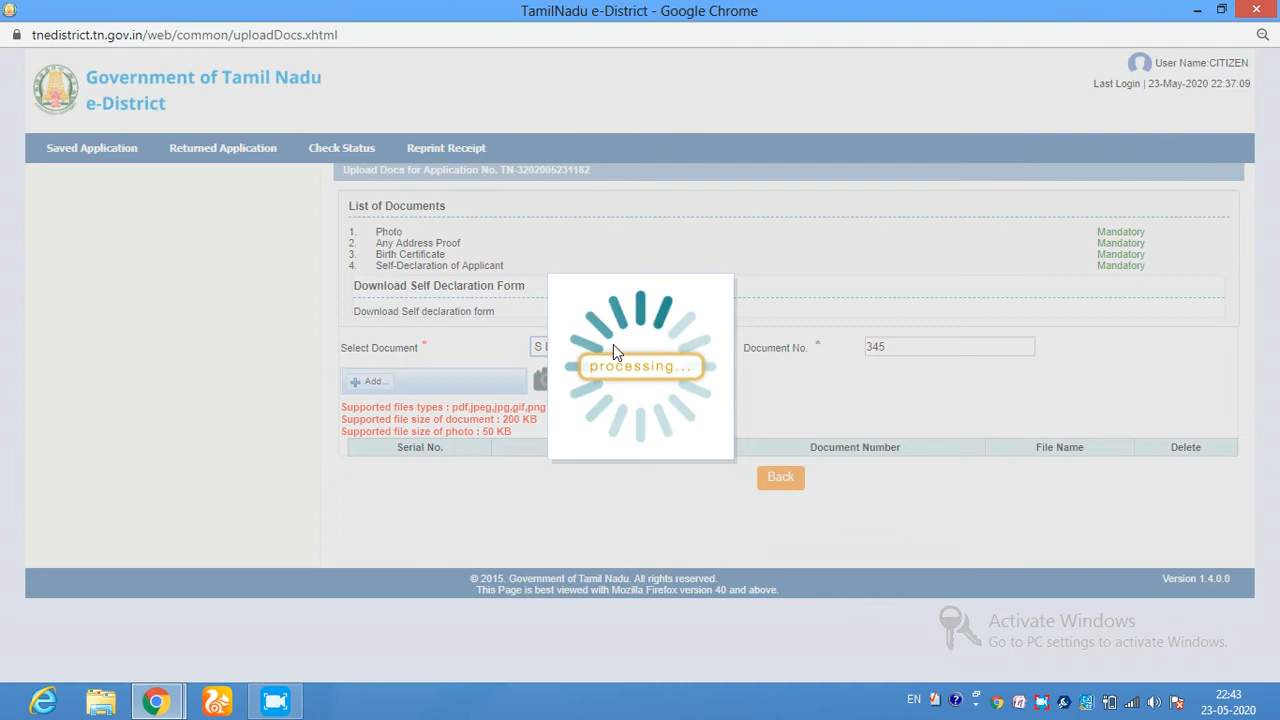 TamilNadu e-District - Google Chrome
tnedistrict.tn.gov.in/web/common/uploadDocs.xhtml
Government of Tamil Nadu
e-District
User Name:CITIZEN
Last Login | 23-May-2020 22:37:09
Saved Application Returned Application Check Status Reprint Receipt
Upload Docs for Application No. TN-3202005231182
List of Documents
1. Photo Mandatory
2. Any Address Proof Mandatory
3. Birth Certificate Mandatory
4. Self-Declaration of Applicant Mandatory
Download Self Declaration Form
Download Self declaration form
Select Document * S Document No. * 345
processing...
Add...
Supported files types : pdf,jpeg,jpg,gif,png
Supported file size of document : 200 KB
Supported file size of photo : 50 KB
Serial No. Document Number File Name Delete
Back
© 2015. Government of Tamil Nadu. All rights reserved. Version 1.4.0.0
This Page is best viewed with Mozilla Firefox version 40 and above.
Activate Windows
Go to PC settings to activate Windows.
EN 22:43
23-05-2020